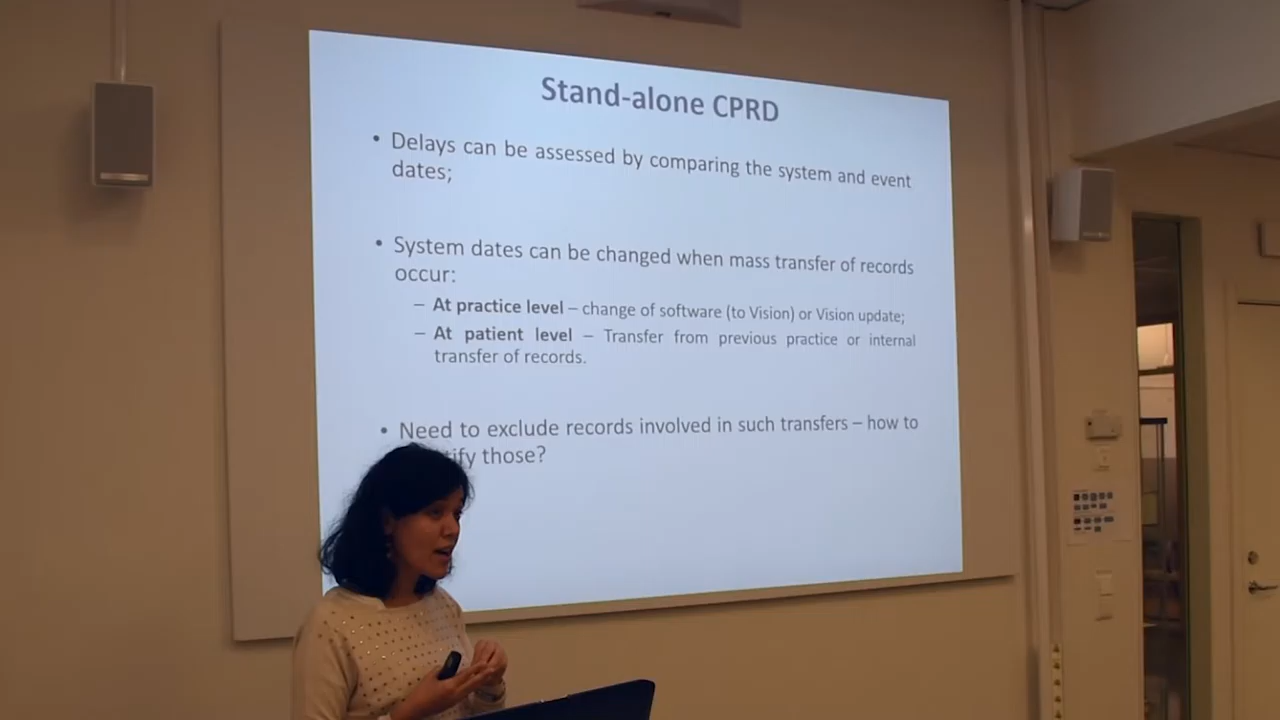 Stand-alone CPRD
• Delays can be assessed by comparing the system and event
dates;
• System dates can be changed when mass transfer of records
occur:
– At practice level – change of software (to Vision) or Vision update;
– At patient level – Transfer from previous practice or internal
transfer of records.
• Need to exclude records involved in such transfers – how to
those?